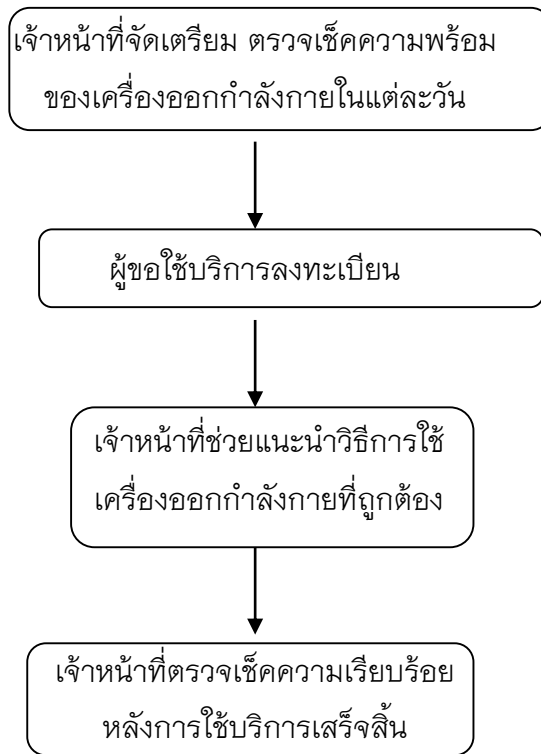 เจ้าหน้าที่จัดเตรียม ตรวจเช็คความพร้อม
ของเครื่องออกกำลังกายในแต่ละวัน
ผู้ขอใช้บริการลงทะเบียน
เจ้าหน้าที่ช่วยแนะนำวิธีการใช้
เครื่องออกกำลังกายที่ถูกต้อง
เจ้าหน้าที่ตรวจเช็คความเรียบร้อย
หลังการใช้บริการเสร็จสิ้น